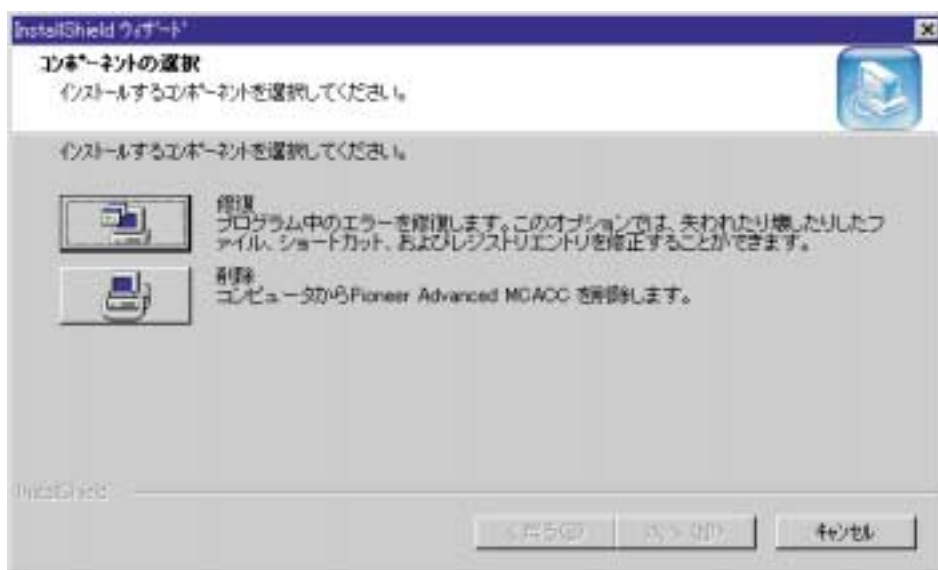 InstallShield ウィザード
コンポーネントの選択
インストールするコンポーネントを選択してください。
インストールするコンポーネントを選択してください。
修復
プログラム中のエラーを修復します。このオプションでは、失われたり壊したりしたフ
ァイル、ショートカット、およびレジストリエントリを修正することができます。
削除
コンピュータからPioneer Advanced MCACC を削除します。
InstallShield
< 戻る(B)
次へ(N) >
キャンセル